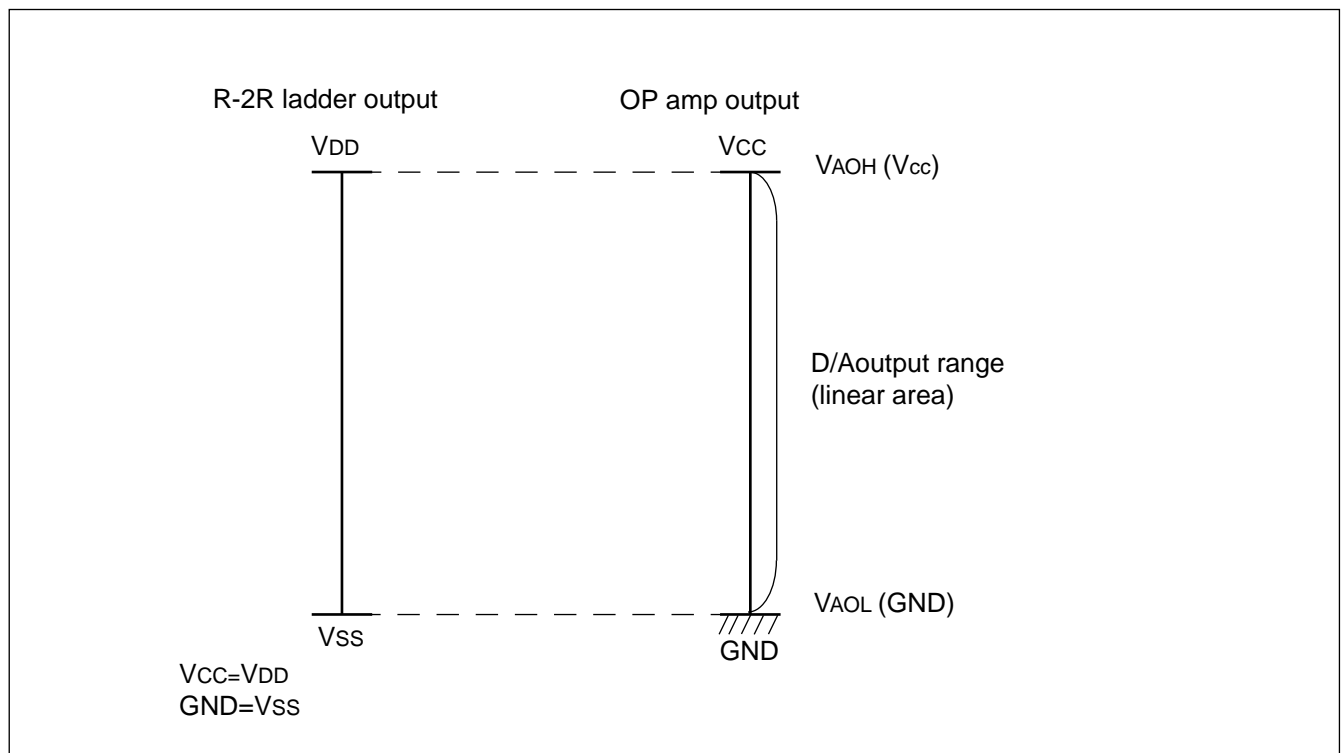 R-2R ladder output
OP amp output
VDD
VCC
VAOH (Vcc)
D/Aoutput range
(linear area)
VAOL (GND)
VSS
GND
VCC=VDD
GND=VSS